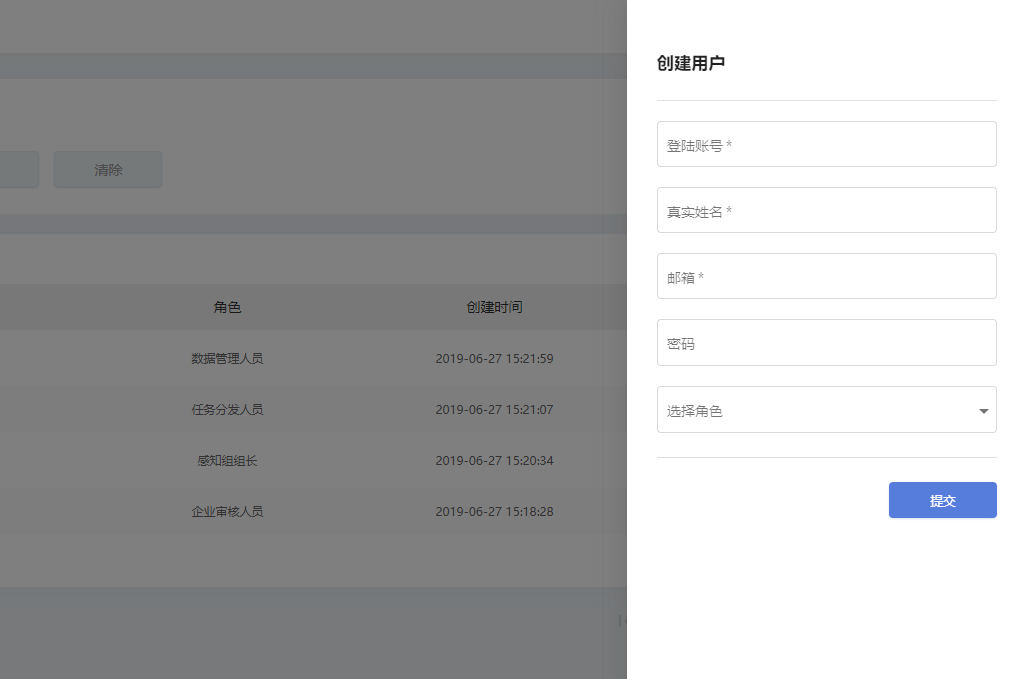 清除
角色 创建时间
数据管理人员 2019-06-27 15:21:59
任务分发人员 2019-06-27 15:21:07
感知组组长 2019-06-27 15:20:34
企业审核人员 2019-06-27 15:18:28
创建用户
登陆账号 *
真实姓名 *
邮箱 *
密码
选择角色
提交